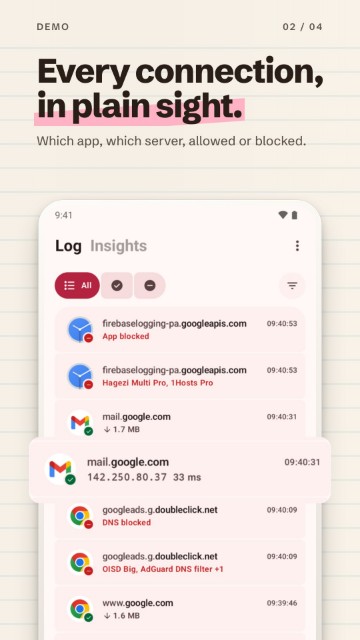 DEMO
02 / 04
Every connection,
in plain sight.
Which app, which server, allowed or blocked.
9:41
Log Insights
All
firebaselogging-pa.googleapis.com 09:40:53
App blocked
firebaselogging-pa.googleapis.com 09:40:53
Hagezi Multi Pro, 1Hosts Pro
mail.google.com 09:40:31
↓ 1.7 MB
mail.google.com 09:40:31
142.250.80.37 33 ms
googleads.g.doubleclick.net 09:40:09
DNS blocked
googleads.g.doubleclick.net 09:40:09
OISD Big, AdGuard DNS filter +1
www.google.com 09:39:46
↓ 1.6 MB